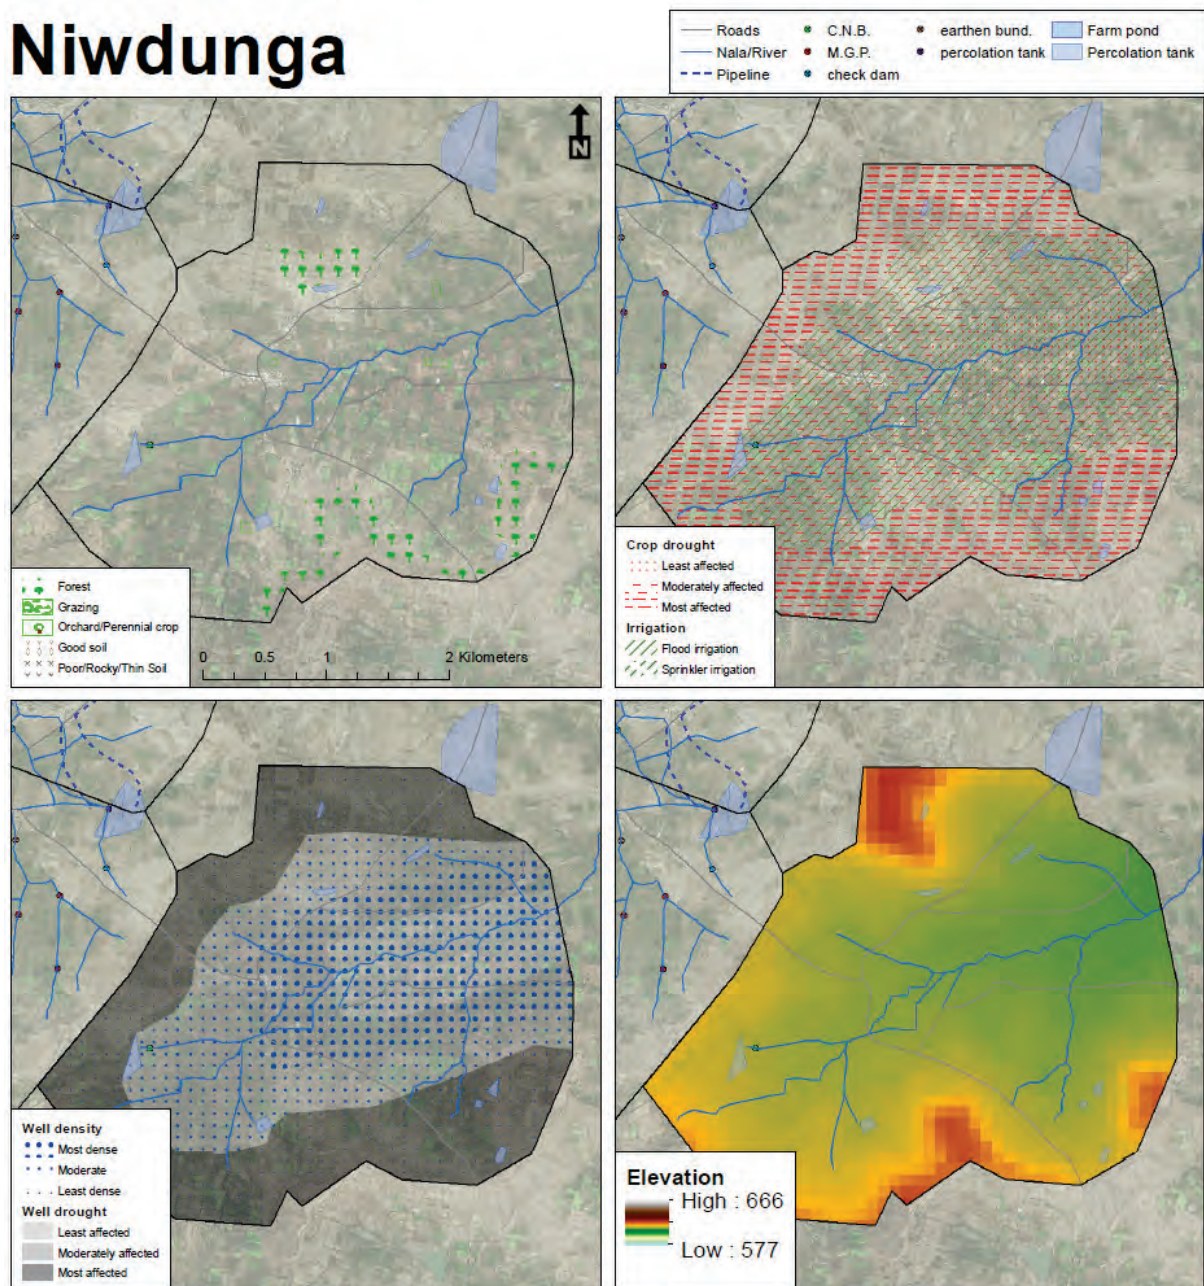 Niwdunga
Roads
Nala/River
Pipeline
C.N.B.
M.G.P.
check dam
earthen bund.
percolation tank
Farm pond
Percolation tank
N
Forest
Grazing
Orchard/Perennial crop
Good soil
Poor/Rocky/Thin Soil
0 0.5 1 2 Kilometers
Crop drought
Least affected
Moderately affected
Most affected
Irrigation
Flood irrigation
Sprinkler irrigation
Well density
Most dense
Moderate
Least dense
Well drought
Least affected
Moderately affected
Most affected
Elevation
High : 666
Low : 577